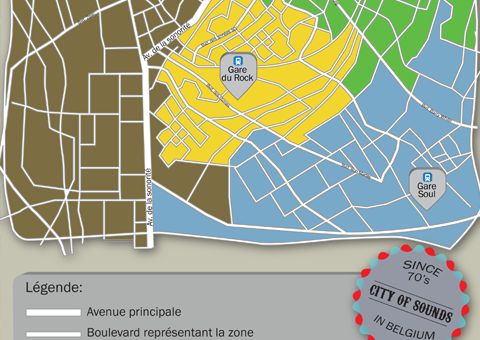 Av. de la sonorité
Gare
du Rock
Gare
Soul
Av. de la sonorité
SINCE
70's
CITY OF SOUNDS
IN BELGIUM
Légende:
Avenue principale
Boulevard représentant la zone